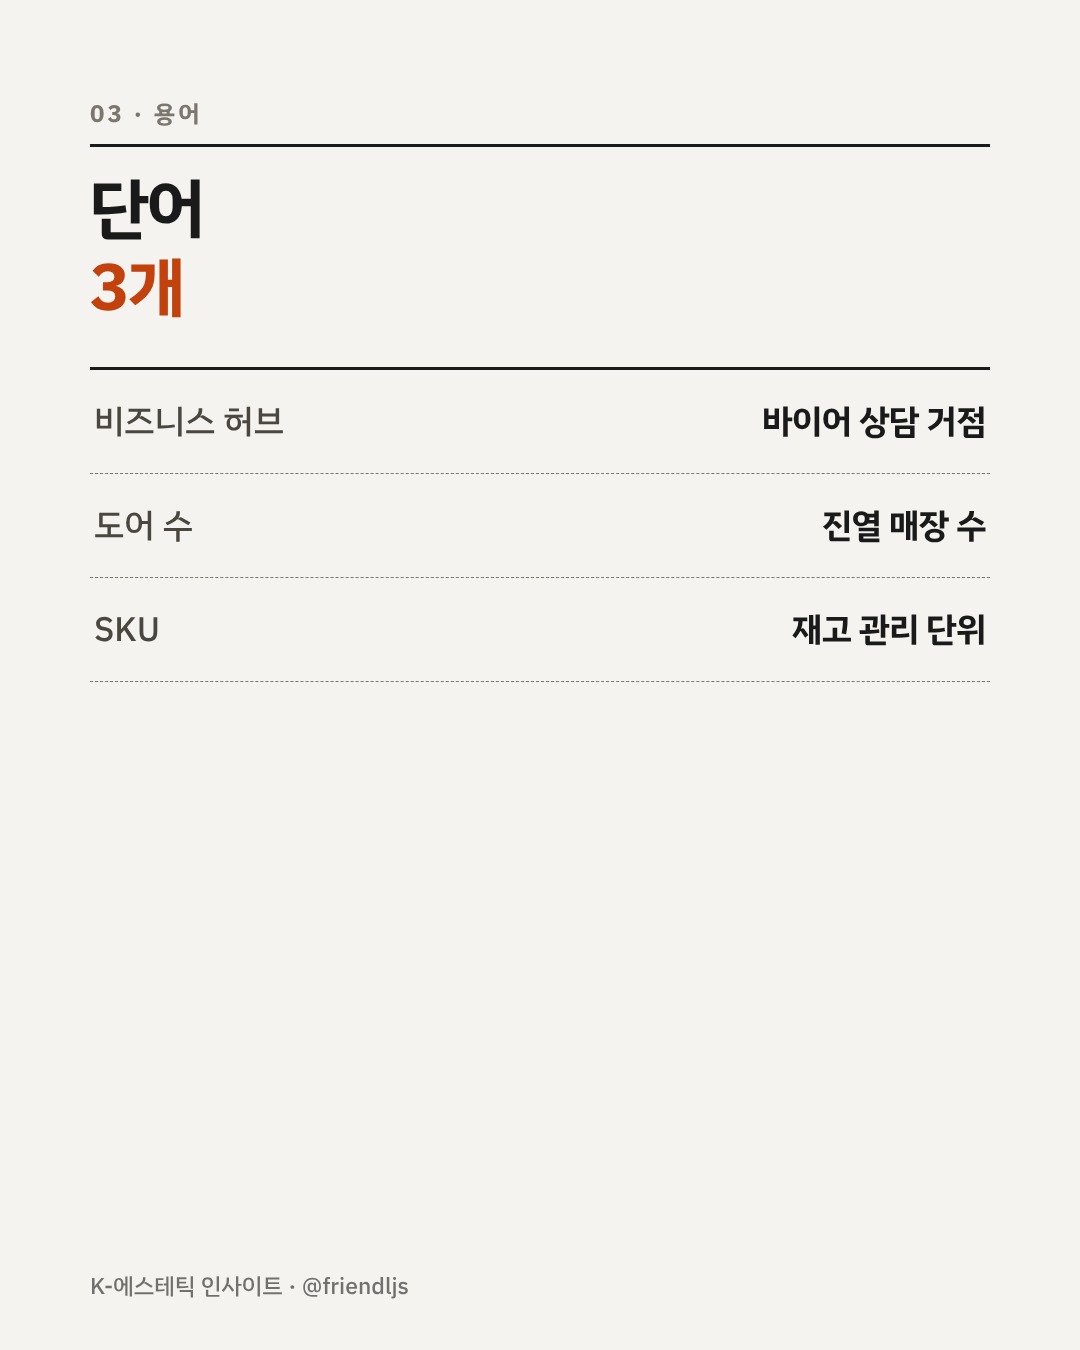 03 · 용어
단어
3개
비즈니스 허브 바이어 상담 거점
도어 수 진열 매장 수
SKU 재고 관리 단위
K-에스테틱 인사이트 · @friendljs